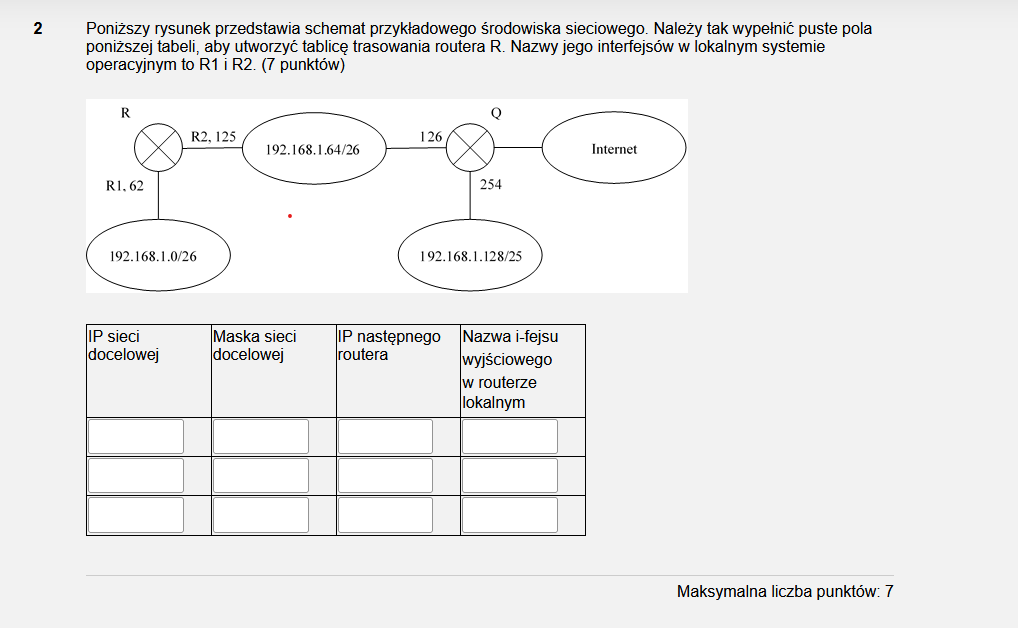 2
Poniższy rysunek przedstawia schemat przykładowego środowiska sieciowego. Należy tak wypełnić puste pola
poniższej tabeli, aby utworzyć tablicę trasowania routera R. Nazwy jego interfejsów w lokalnym systemie
operacyjnym to R1 i R2. (7 punktów)
R
Q
R2, 125
126
192.168.1.64/26
Internet
R1, 62
254
192.168.1.0/26
192.168.1.128/25
IP sieci
docelowej
Maska sieci
docelowej
IP następnego
routera
Nazwa i-fejsu
wyjściowego
w routerze
lokalnym
Maksymalna liczba punktów: 7